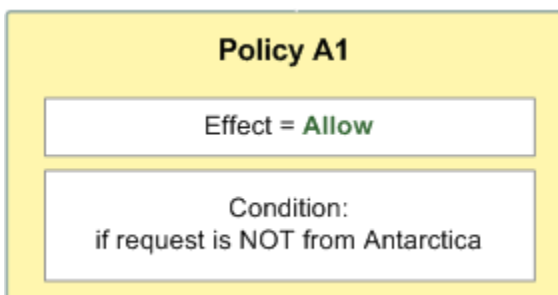 Policy A1
Effect = Allow
Condition:
if request is NOT from Antarctica